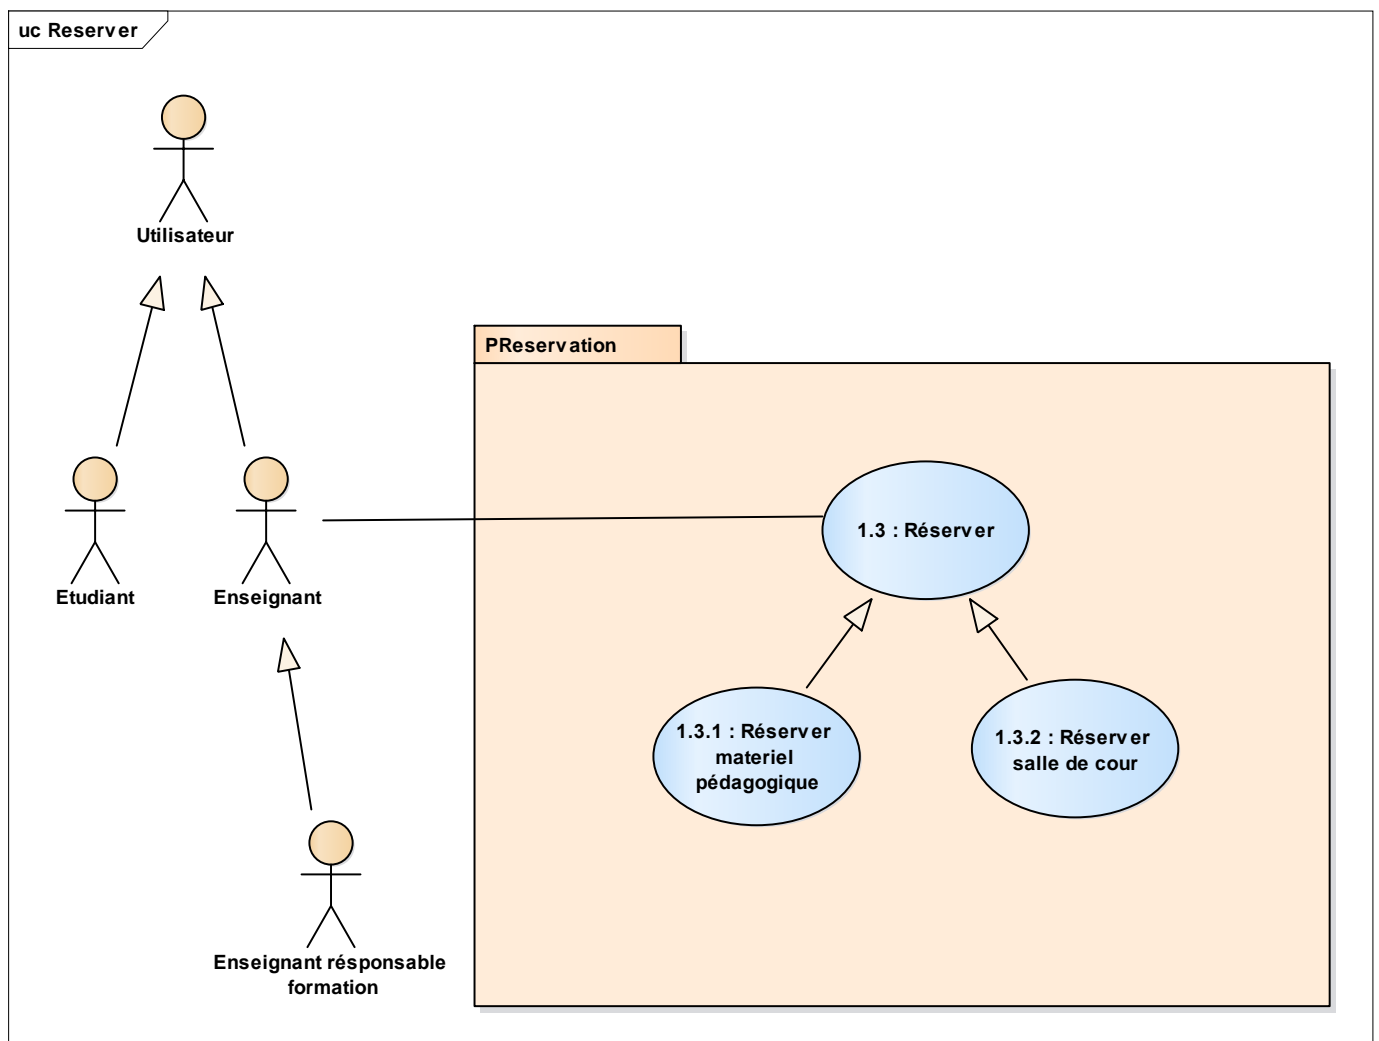 uc Reserver
Utilisateur
PReservation
1.3 : Réserver
Etudiant
Enseignant
1.3.1 : Réserver
materiel
pédagogique
1.3.2 : Réserver
salle de cour
Enseignant résponsable
formation